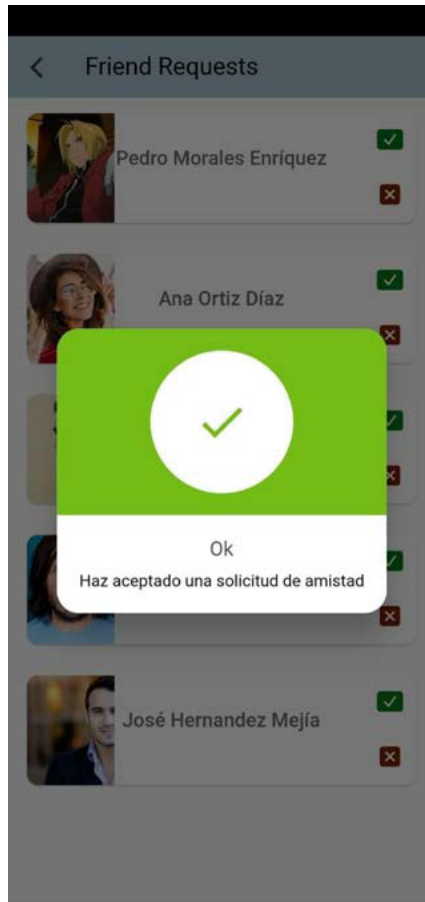 Friend Requests
Pedro Morales Enríquez
Ana Ortiz Díaz
Ok
Haz aceptado una solicitud de amistad
José Hernandez Mejía